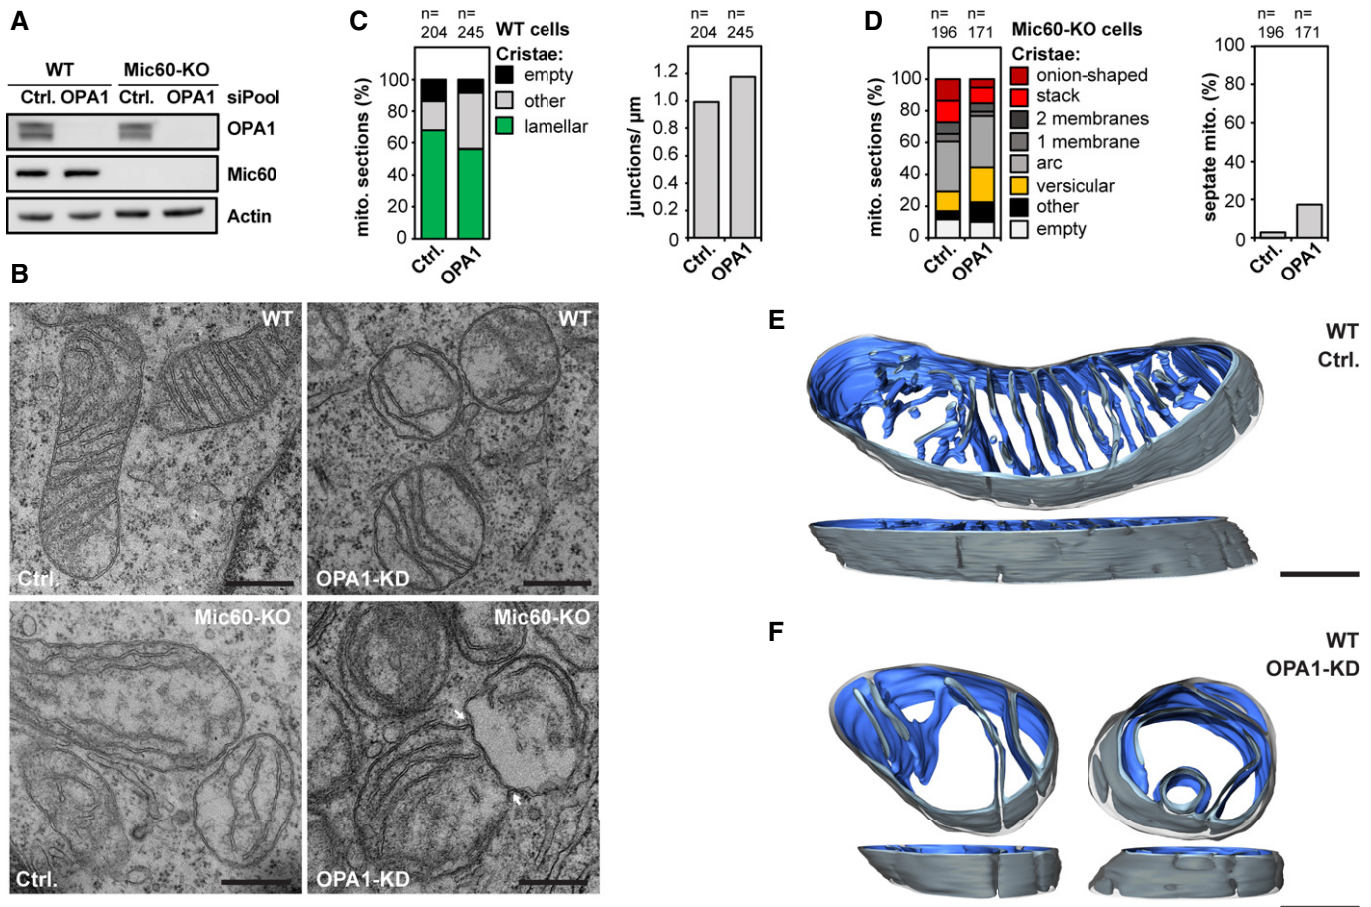 A
WT Mic60-KO
Ctrl. OPA1 Ctrl. OPA1 siPool
OPA1
Mic60
Actin
C
n= n=
204 245 WT cells
Cristae:
empty
other
lamellar
mito. sections (%)
100
80
60
40
20
0
Ctrl. OPA1
n= n=
204 245
junctions/ µm
1.2
1.0
0.8
0.6
0.4
0.2
0
Ctrl. OPA1
D
n= n=
196 171 Mic60-KO cells
Cristae:
onion-shaped
stack
2 membranes
1 membrane
arc
versicular
other
empty
mito. sections (%)
100
80
60
40
20
0
Ctrl. OPA1
n= n=
196 171
septate mito. (%)
100
80
60
40
20
0
Ctrl. OPA1
B
WT
Ctrl.
WT
OPA1-KD
Mic60-KO
Ctrl.
Mic60-KO
OPA1-KD
E
WT
Ctrl.
F
WT
OPA1-KD